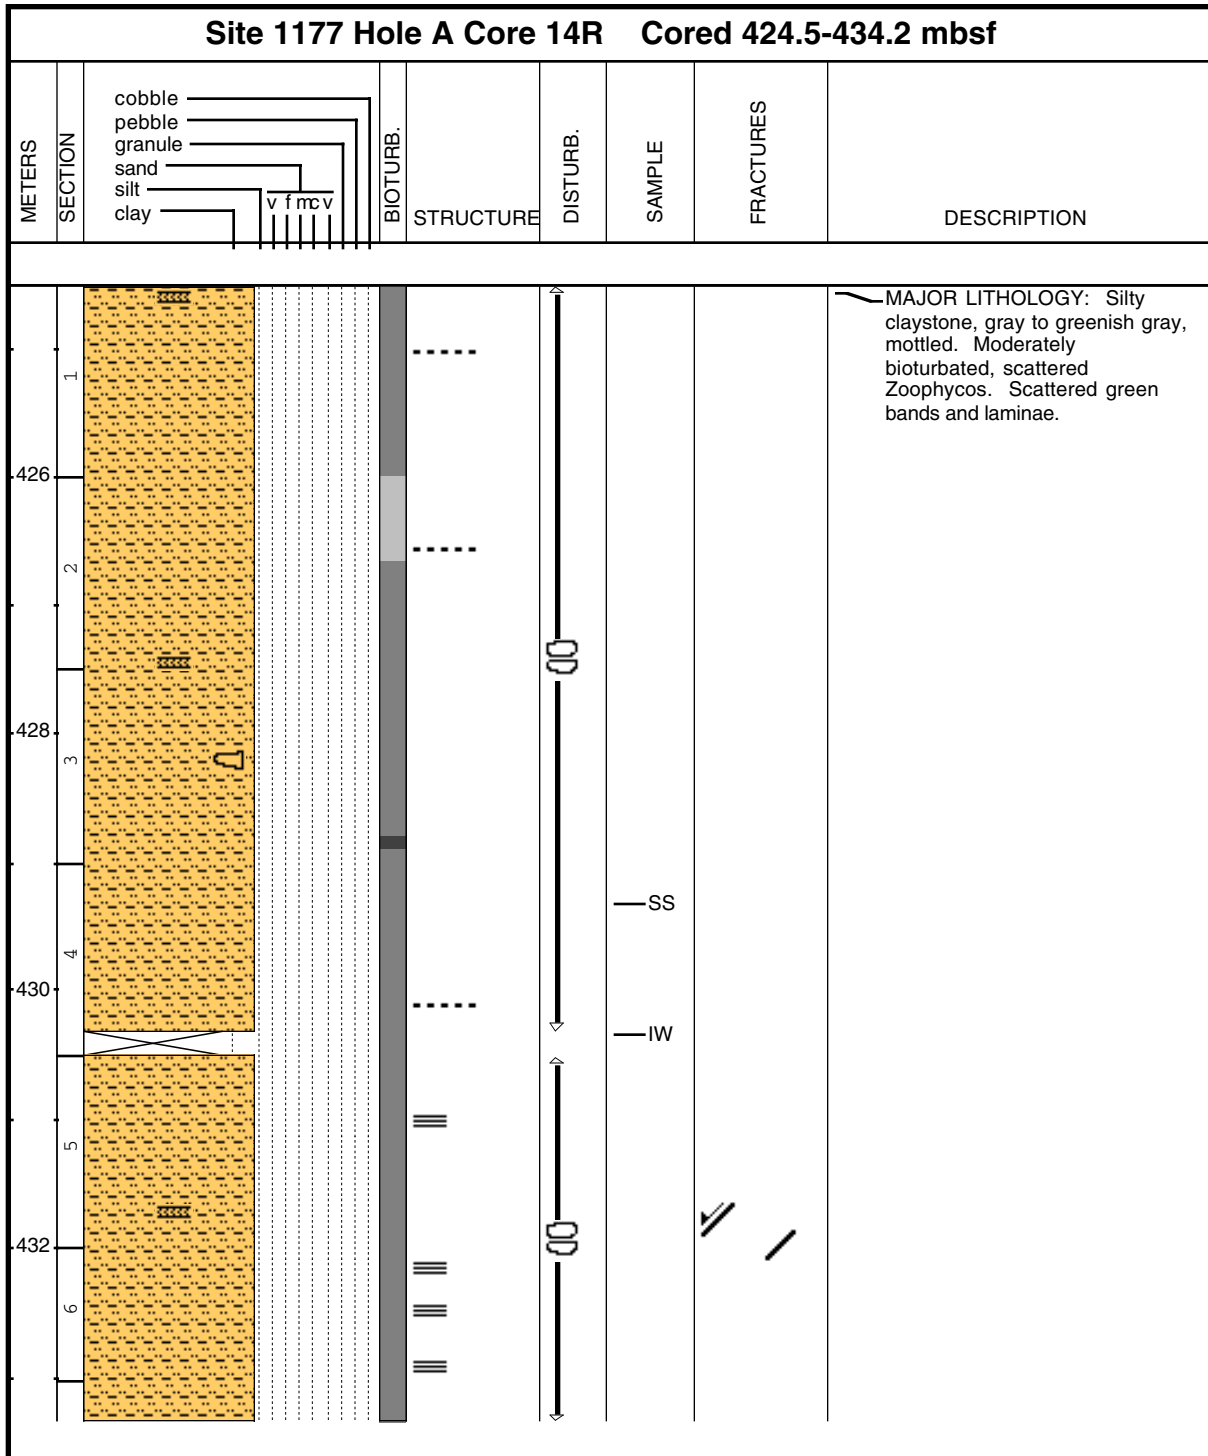 Site 1177 Hole A Core 14R Cored 424.5-434.2 mbsf
METERS
SECTION
cobble
pebble
granule
sand
silt
clay
v f m c v
BIOTURB.
STRUCTURE
DISTURB.
SAMPLE
FRACTURES
DESCRIPTION
MAJOR LITHOLOGY: Silty
claystone, gray to greenish gray,
mottled. Moderately
bioturbated, scattered
Zoophycos. Scattered green
bands and laminae.
1
426
2
428
3
SS
4
430
IW
5
432
6